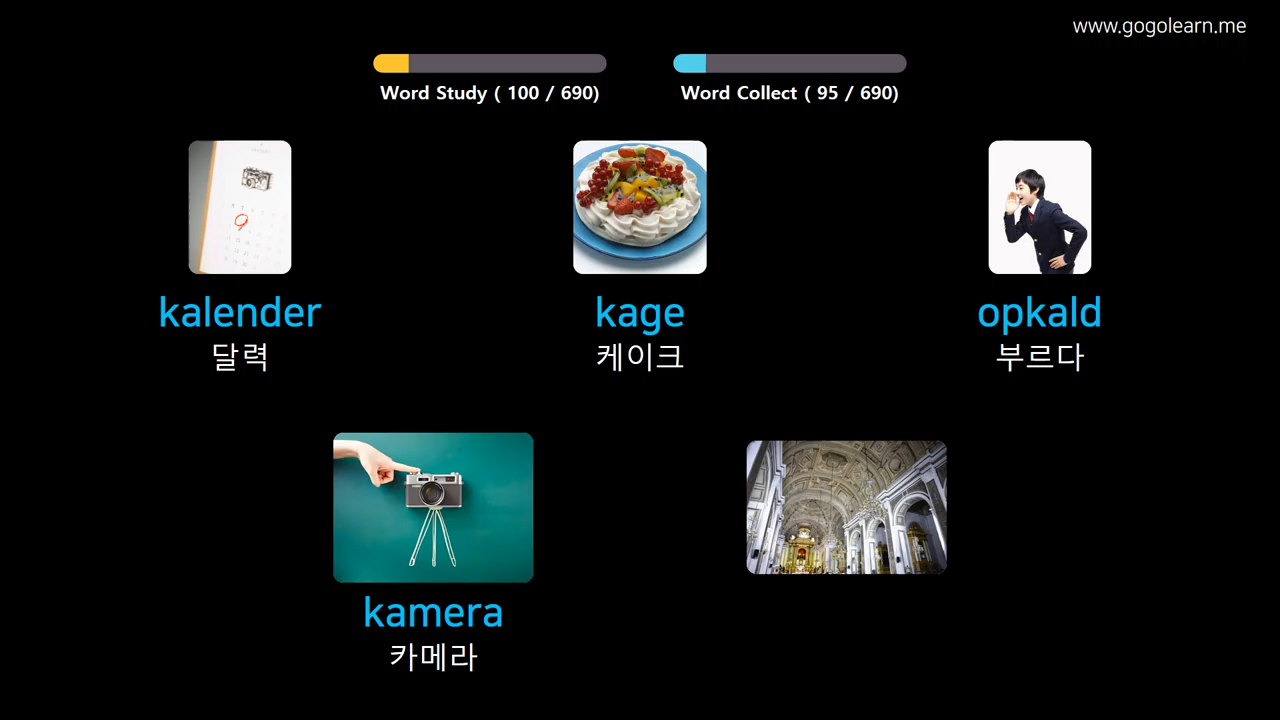 www.gogolearn.me
Word Study ( 100 / 690)
Word Collect ( 95 / 690)
kalender
달력
kage
케이크
opkald
부르다
kamera
카메라